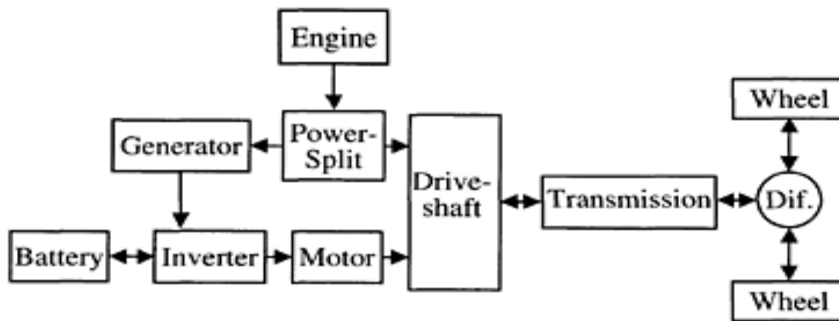 Engine
Wheel
Generator
Power-
Split
Drive-
shaft
Transmission
Dif.
Battery
Inverter
Motor
Wheel